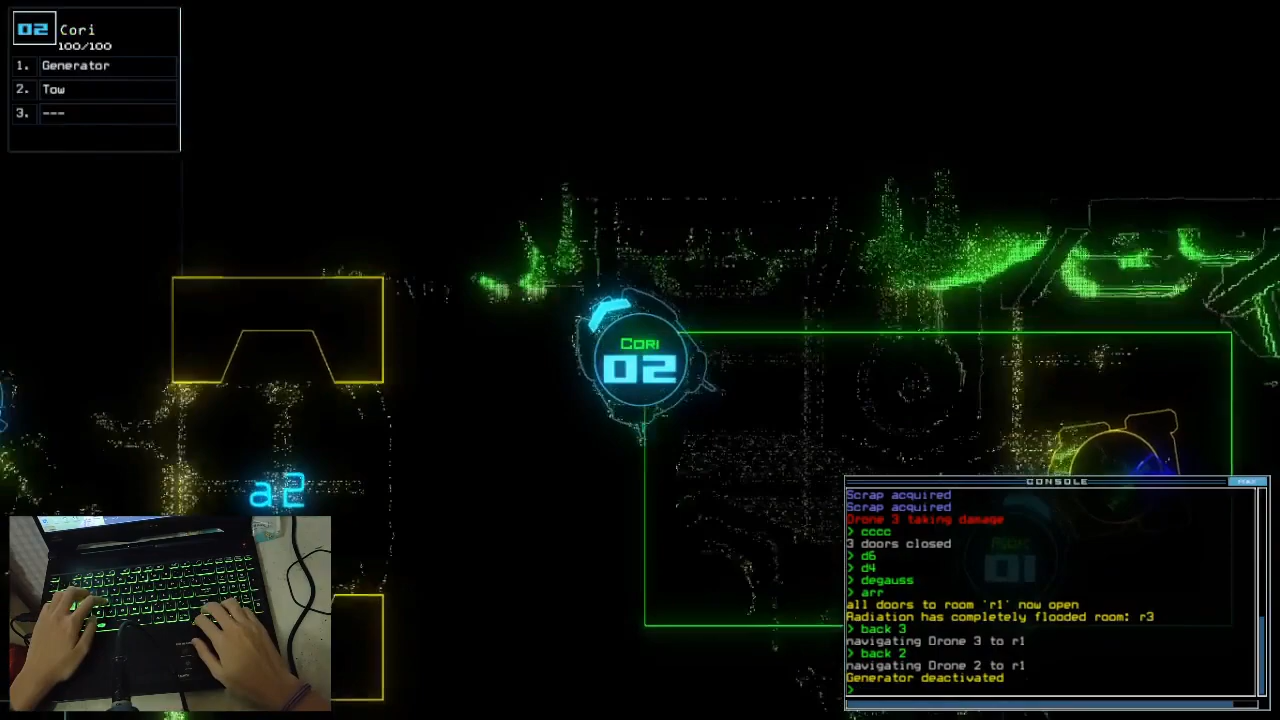 02 Cori
100/100
1. Generator
2. Tow
3. ---
Cori
02
a2
01
CONSOLE
Scrap acquired
Scrap acquired
Drone 3 taking damage
> cccc
3 doors closed
> d6
> d4
> degauss
> arr
all doors to room 'r1' now open
Radiation has completely flooded room: r3
> back 3
navigating Drone 3 to r1
> back 2
navigating Drone 2 to r1
Generator deactivated
>